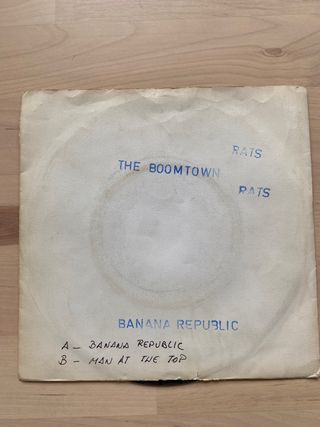 RATS
THE BOOMTOWN
RATS
BANANA REPUBLIC
A - BANANA REPUBLIC
B - MAN AT THE TOP